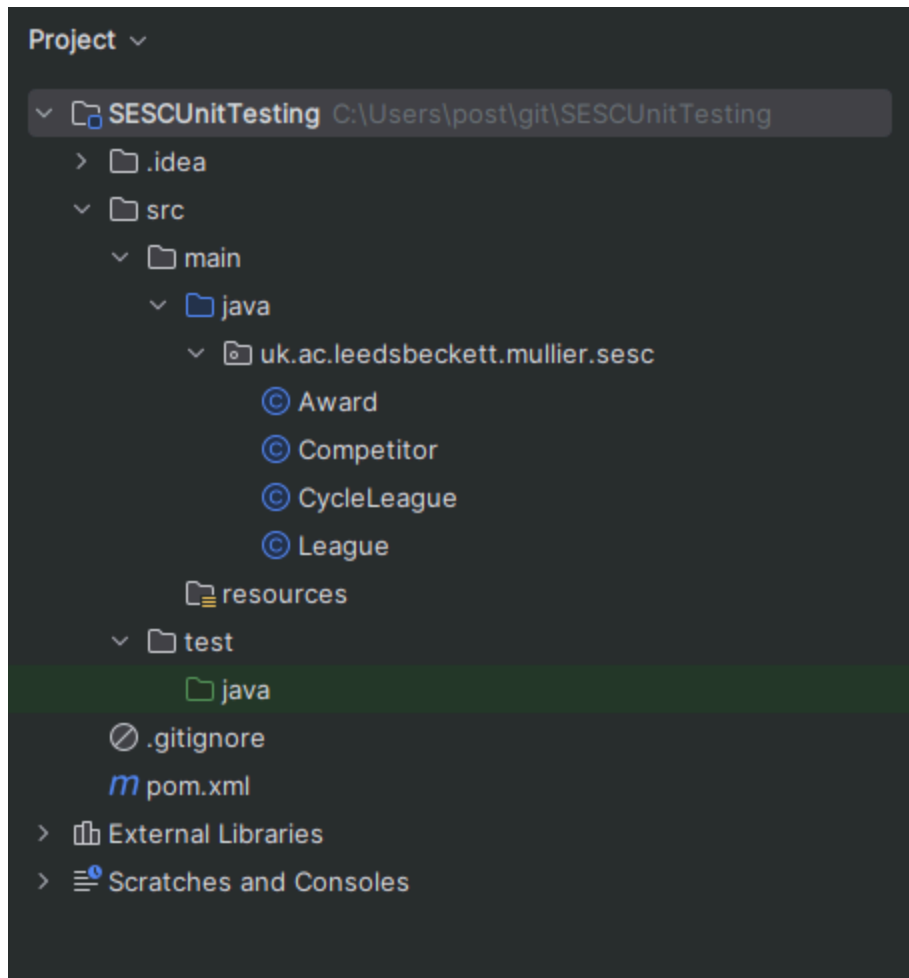 Project
SESCUnitTesting C:\Users\post\git\SESCUnitTesting
.idea
src
main
java
uk.ac.leedsbeckett.mullier.sesc
C Award
C Competitor
C CycleLeague
C League
resources
test
java
.gitignore
m pom.xml
External Libraries
Scratches and Consoles